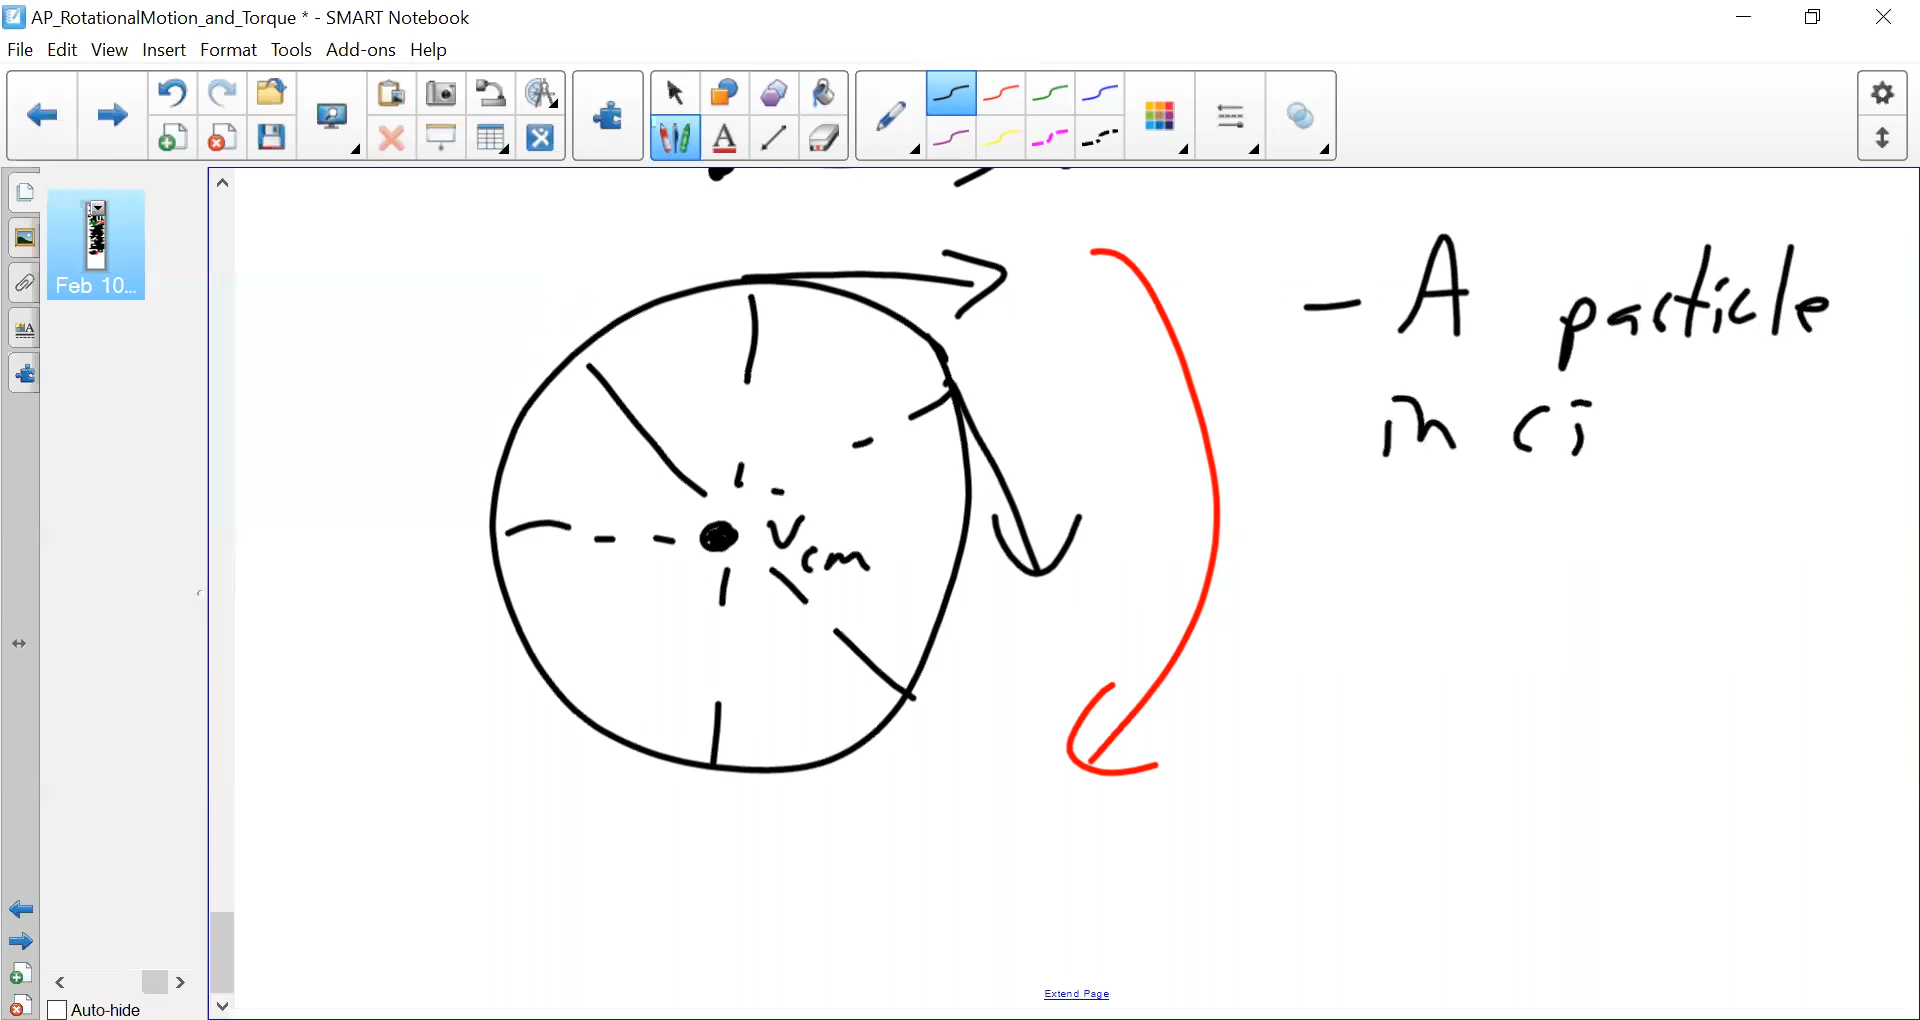 AP_RotationalMotion_and_Torque * - SMART Notebook
File Edit View Insert Format Tools Add-ons Help
Feb 10...
- A particle
in ci
v cm
Extend Page
Auto-hide